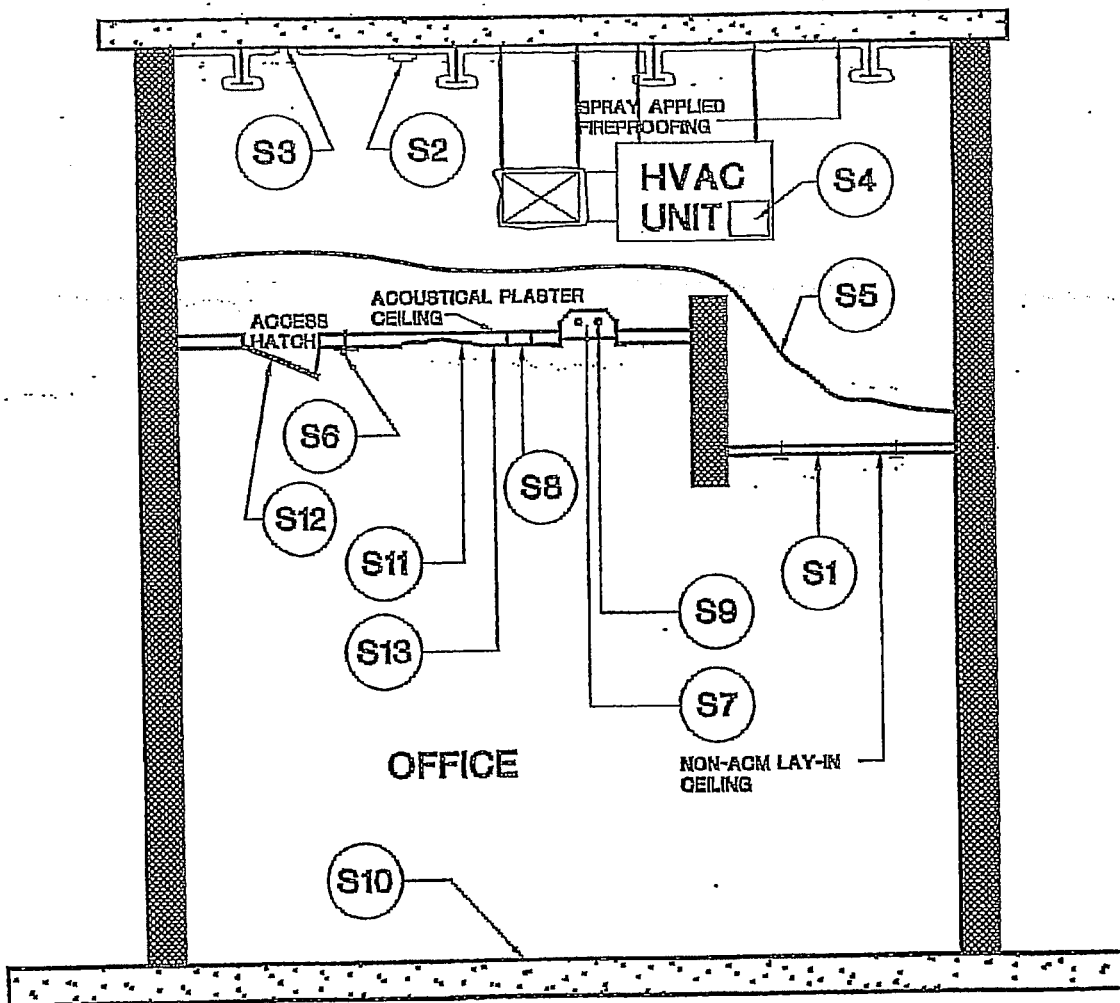 SPRAY APPLIED
FIREPROOFING
S3
S2
HVAC
UNIT
S4
S5
ACOUSTICAL PLASTER
CEILING
ACCESS
HATCH
S6
S8
S12
S11
S1
S9
S13
S7
OFFICE
NON-ACM LAY-IN
CEILING
S10